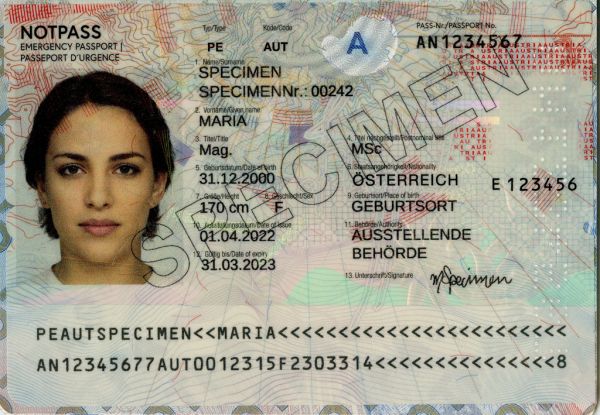 NOTPASS
EMERGENCY PASSPORT |
PASSEPORT D'URGENCE
Typ/Type Kode/Code Pass-Nr./PASSPORT No.
PE AUT A AN1234567
1. Name/Surname
SPECIMEN
SPECIMENNr.: 00242
2. Vorname/Given name
MARIA
3. Titel/Title
Mag.
4. Titel nachgestellt/Postnominal title
MSc
5. Geburtsdatum/Date of birth
31.12.2000
6. Staatsangehörigkeit/Nationality
ÖSTERREICH
E 123456
7. Größe/Height 8. Geschlecht/Sex
170 cm F
9. Geburtsort/Place of birth
GEBURTSORT
10. Ausstellungsdatum/Date of issue
01.04.2022
11. Behörde/Authority
AUSSTELLENDE
BEHÖRDE
12. Gültig bis/Date of expiry
31.03.2023
13. Unterschrift/Signature
MSpecimen
SPECIMEN
PEAUTSPECIMEN<<MARIA<<<<<<<<<<<<<<<<<<<<<<<<
AN12345677AUT0012315F2303314<<<<<<<<<<<<<<<8